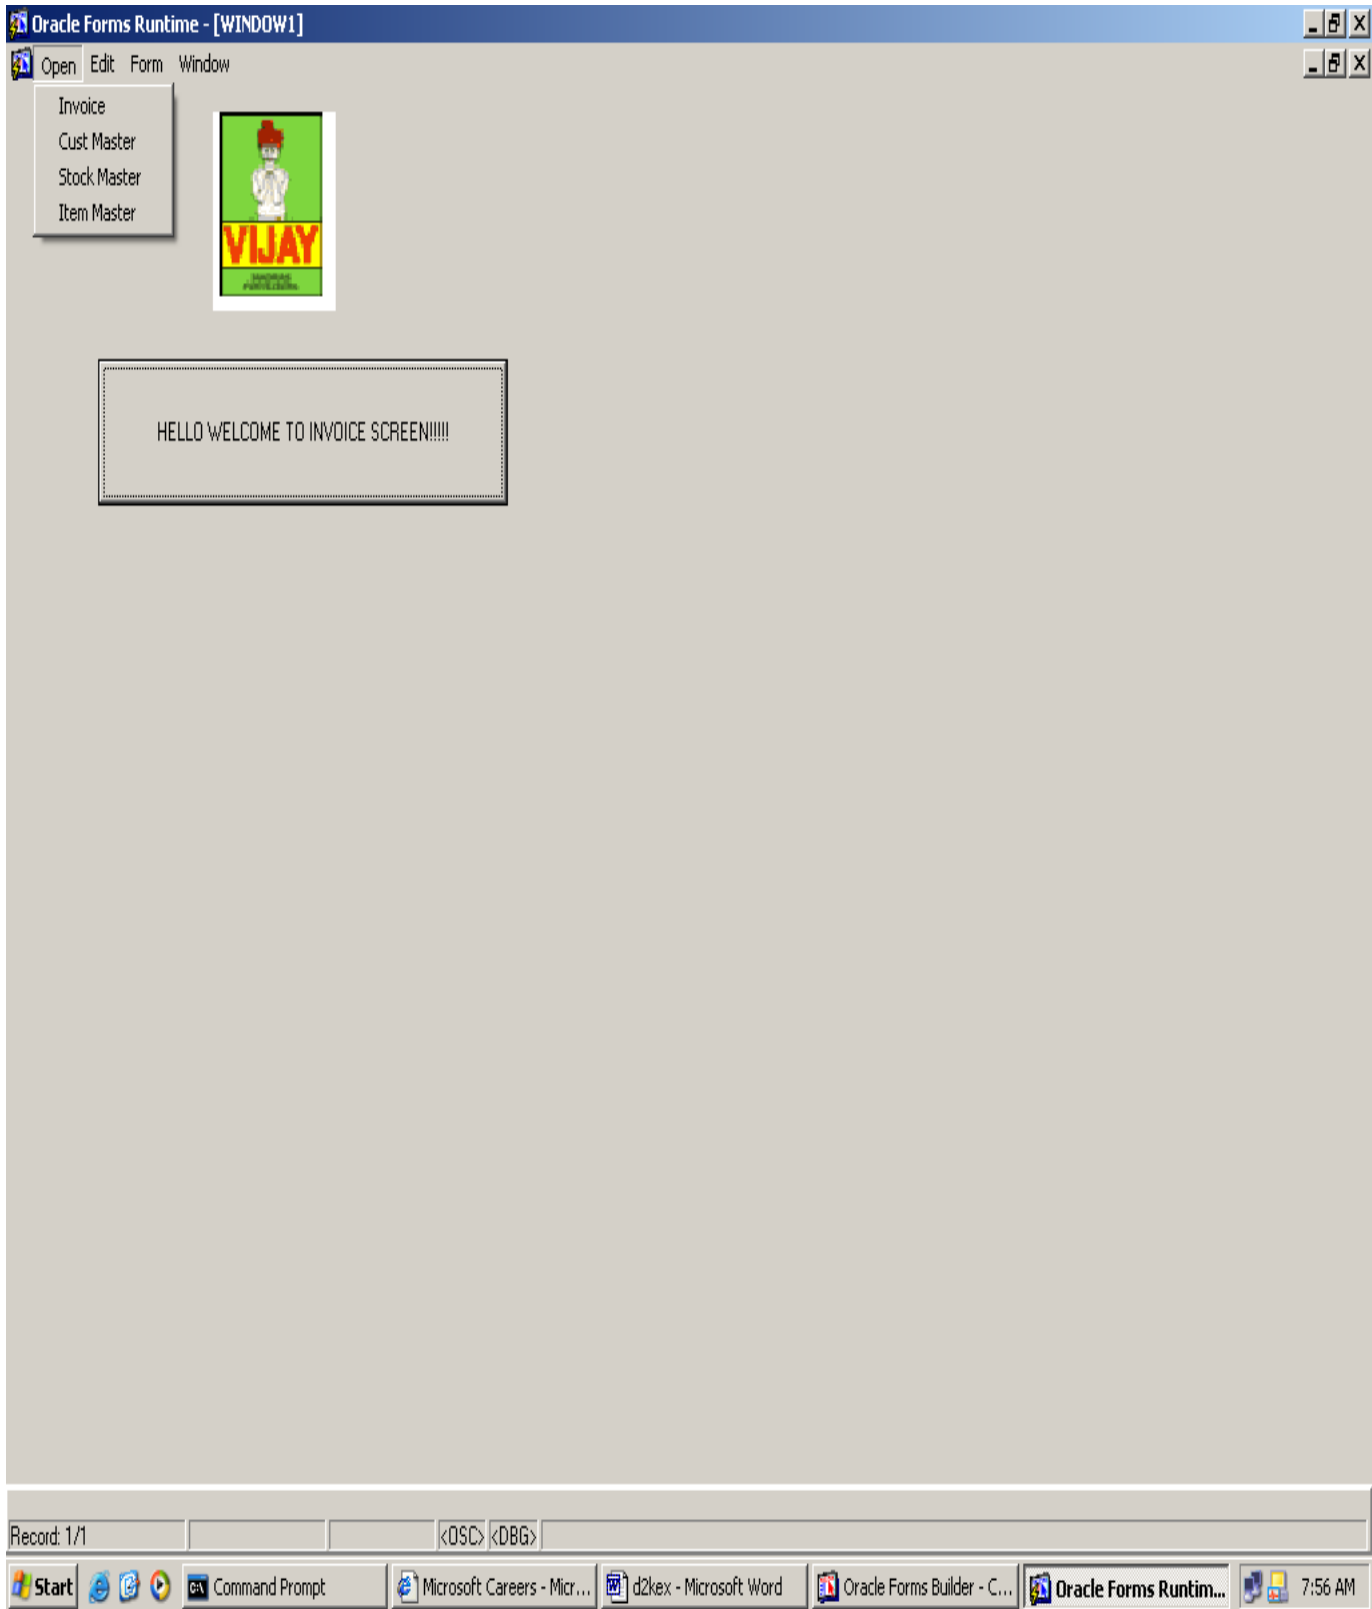 Oracle Forms Runtime - [WINDOW1]
Open Edit Form Window
Invoice
Cust Master
Stock Master
Item Master
VIJAY
HELLO WELCOME TO INVOICE SCREEN!!!!!
Record: 1/1 <OSC> <DBG>
Start Command Prompt Microsoft Careers - Micr... d2kex - Microsoft Word Oracle Forms Builder - C... Oracle Forms Runtim... 7:56 AM